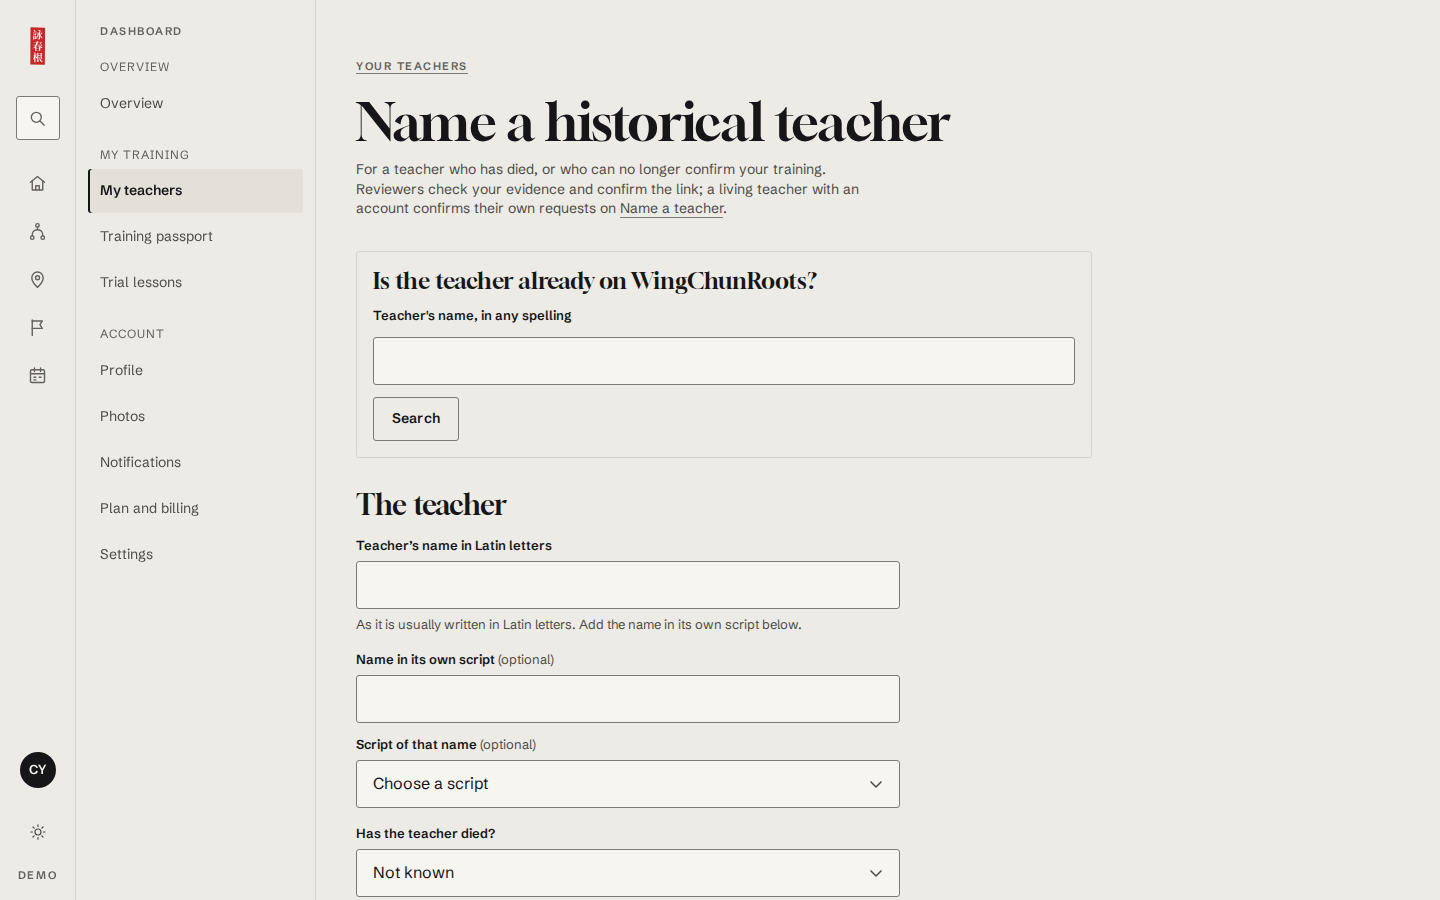 詠春根
DASHBOARD
OVERVIEW
Overview
MY TRAINING
My teachers
Training passport
Trial lessons
ACCOUNT
Profile
Photos
Notifications
Plan and billing
Settings
CY
DEMO
YOUR TEACHERS
Name a historical teacher
For a teacher who has died, or who can no longer confirm your training.
Reviewers check your evidence and confirm the link; a living teacher with an
account confirms their own requests on Name a teacher.
Is the teacher already on WingChunRoots?
Teacher's name, in any spelling
Search
The teacher
Teacher’s name in Latin letters
As it is usually written in Latin letters. Add the name in its own script below.
Name in its own script (optional)
Script of that name (optional)
Choose a script
Has the teacher died?
Not known